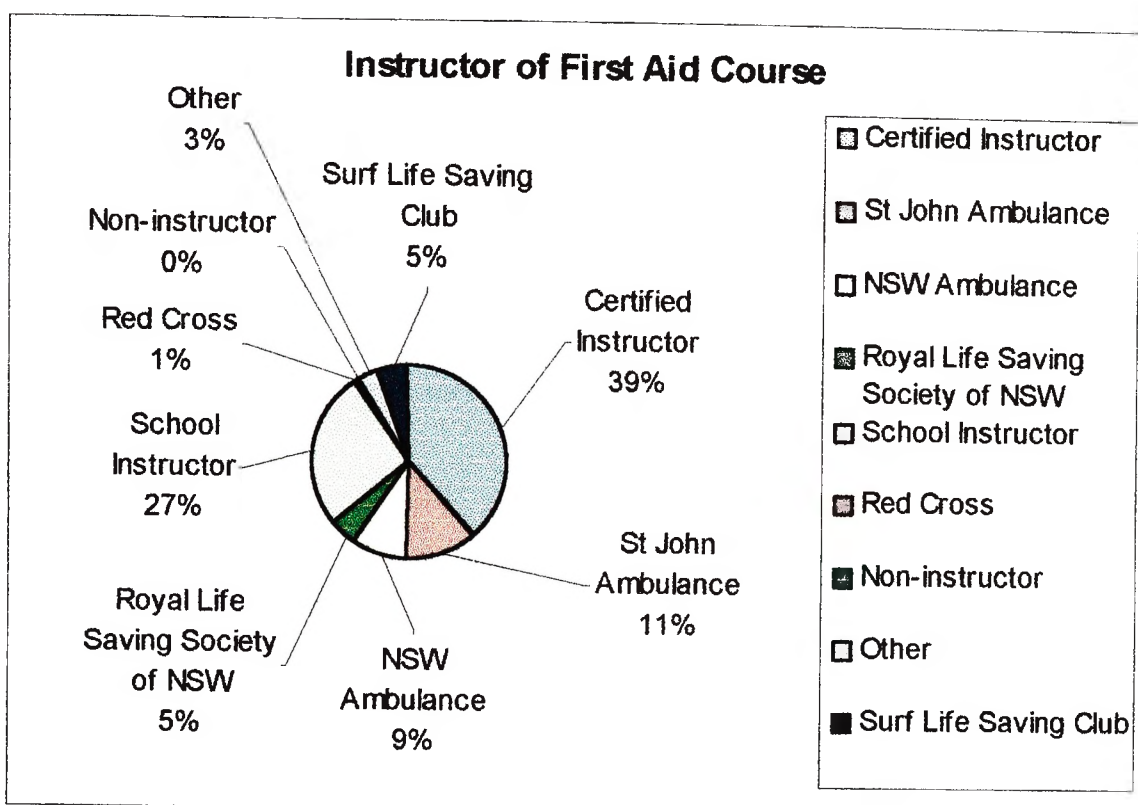 Instructor of First Aid Course
Other
3%
Surf Life Saving
Club
5%
Non-instructor
0%
Certified
Instructor
39%
Red Cross
1%
School
Instructor
27%
St John
Ambulance
11%
Royal Life
Saving Society
of NSW
5%
NSW
Ambulance
9%
Certified Instructor
St John Ambulance
NSW Ambulance
Royal Life Saving
Society of NSW
School Instructor
Red Cross
Non-instructor
Other
Surf Life Saving Club